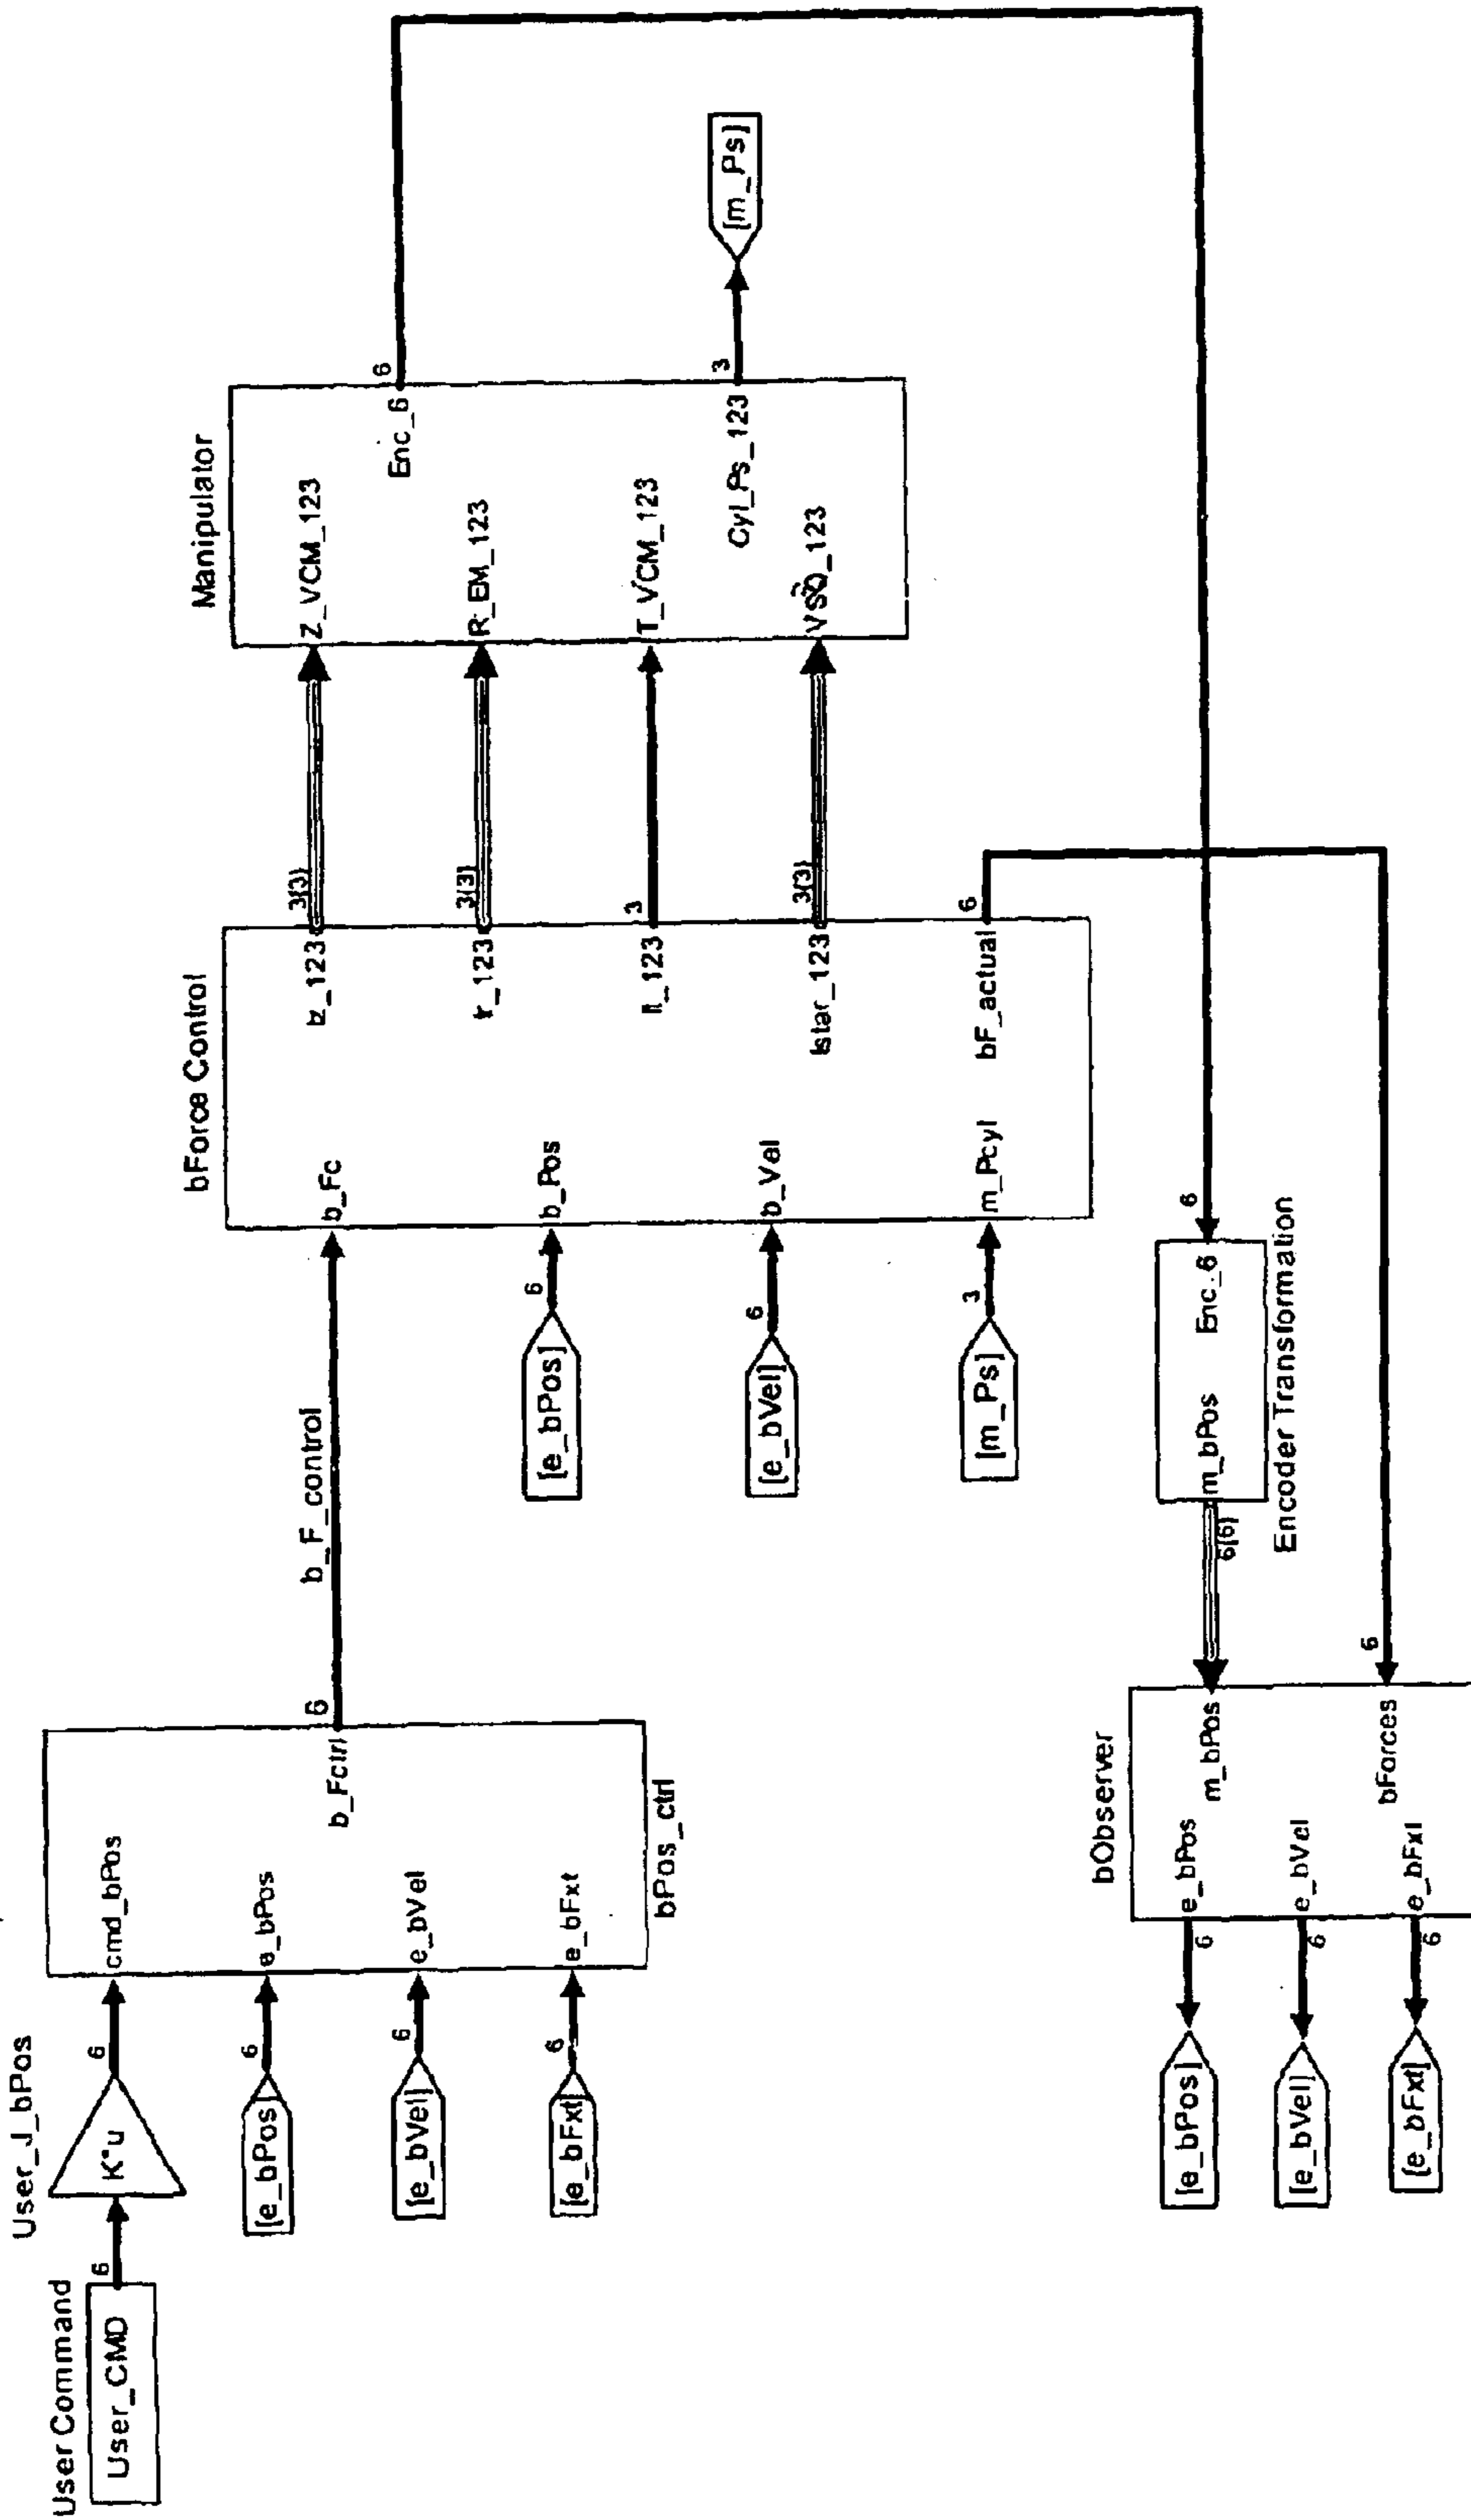 User Command
User_CMD
6
User_J_bPos
K*u
6
[e_bPos]
6
[e_bVel]
6
[e_bFxt]
6
cmd_bPos
e_bPos
e_bVel
e_bFxt
b_Fctrl
6
bPos_ctrl
b_F_control
[e_bPos]
6
[e_bVel]
6
[m_Ps]
3
bForce Control
b_Fc
b_Pos
b_Vel
m_Pcyl
Iz_123
3(3)
Ir_123
3(3)
It_123
3
Istar_123
3(3)
bF_actual
6
Manipulator
Z_VCM_123
R_EM_123
T_VCM_123
Enc_6
6
Cyl_Ps_123
3
[m_Ps]
bObserver
e_bPos
6
[e_bPos]
e_bVel
6
[e_bVel]
e_bFxt
6
[e_bFxt]
m_bPos
bForces
6
6(6)
m_bPos
Enc_6
6
Encoder Transformation